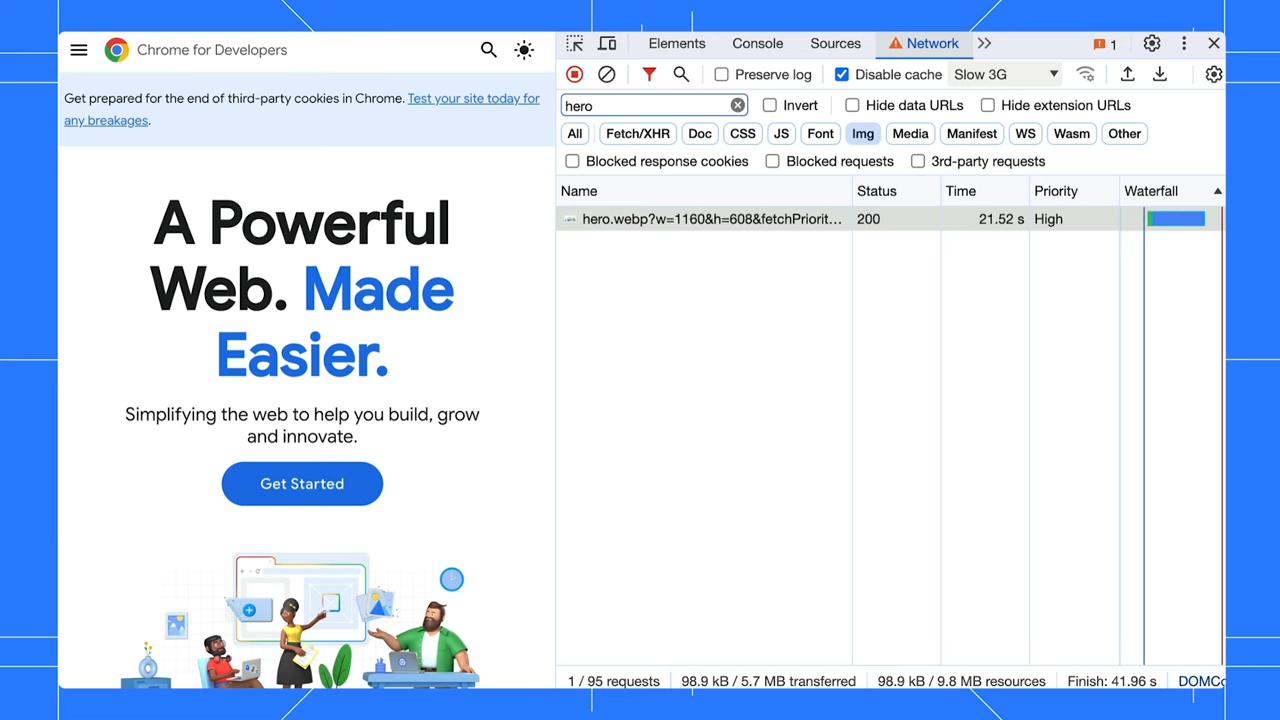 Chrome for Developers
Get prepared for the end of third-party cookies in Chrome. Test your site today for
any breakages.
A Powerful
Web. Made
Easier.
Simplifying the web to help you build, grow
and innovate.
Get Started
Elements Console Sources Network 1
Preserve log Disable cache Slow 3G
hero Invert Hide data URLs Hide extension URLs
All Fetch/XHR Doc CSS JS Font Img Media Manifest WS Wasm Other
Blocked response cookies Blocked requests 3rd-party requests
Name Status Time Priority Waterfall
hero.webp?w=1160&h=608&fetchPriorit... 200 21.52 s High
1 / 95 requests 98.9 kB / 5.7 MB transferred 98.9 kB / 9.8 MB resources Finish: 41.96 s DOMCo